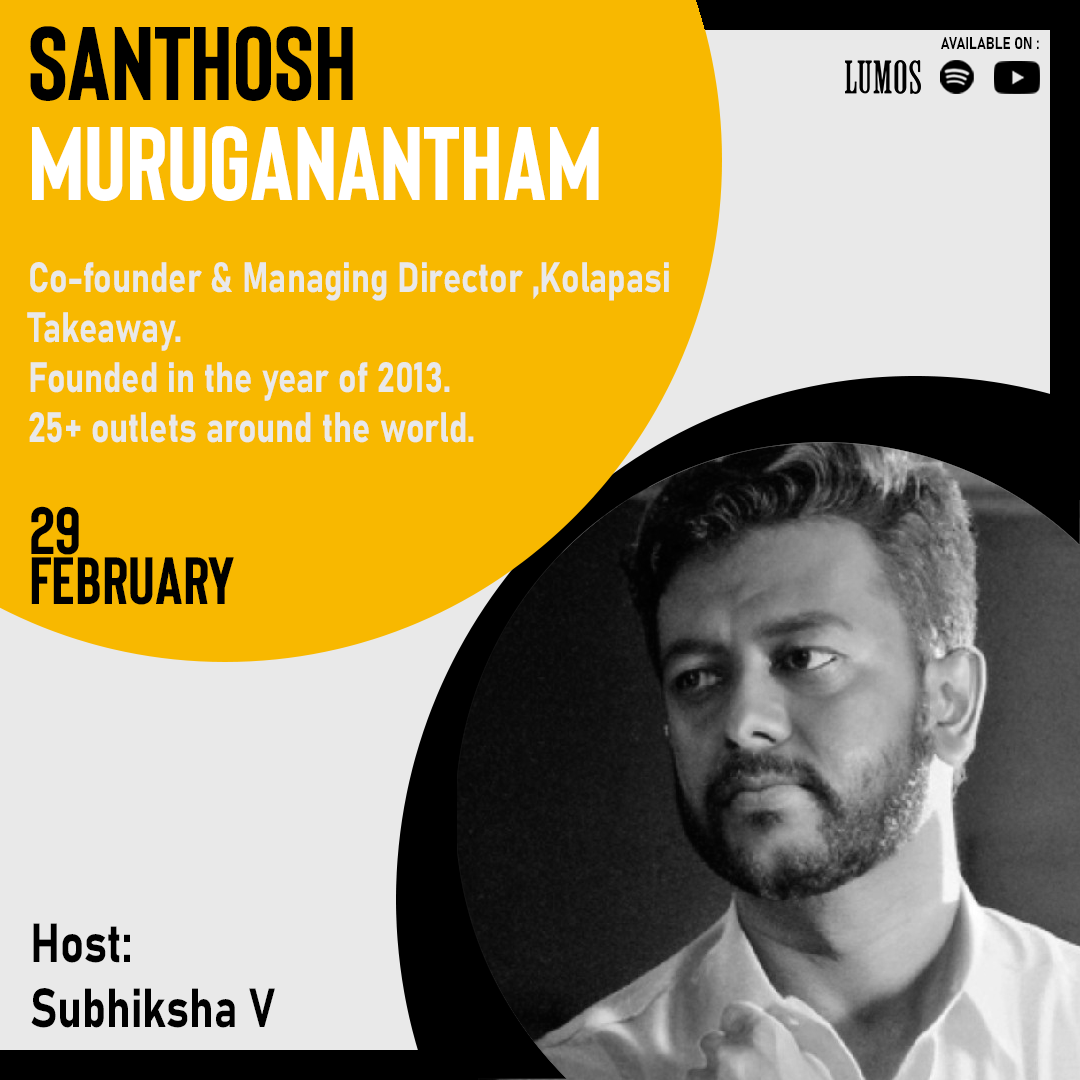 SANTHOSH
MURUGANANTHAM
AVAILABLE ON :
LUMOS
Co-founder & Managing Director ,Kolapasi
Takeaway.
Founded in the year of 2013.
25+ outlets around the world.
29
FEBRUARY
Host:
Subhiksha V